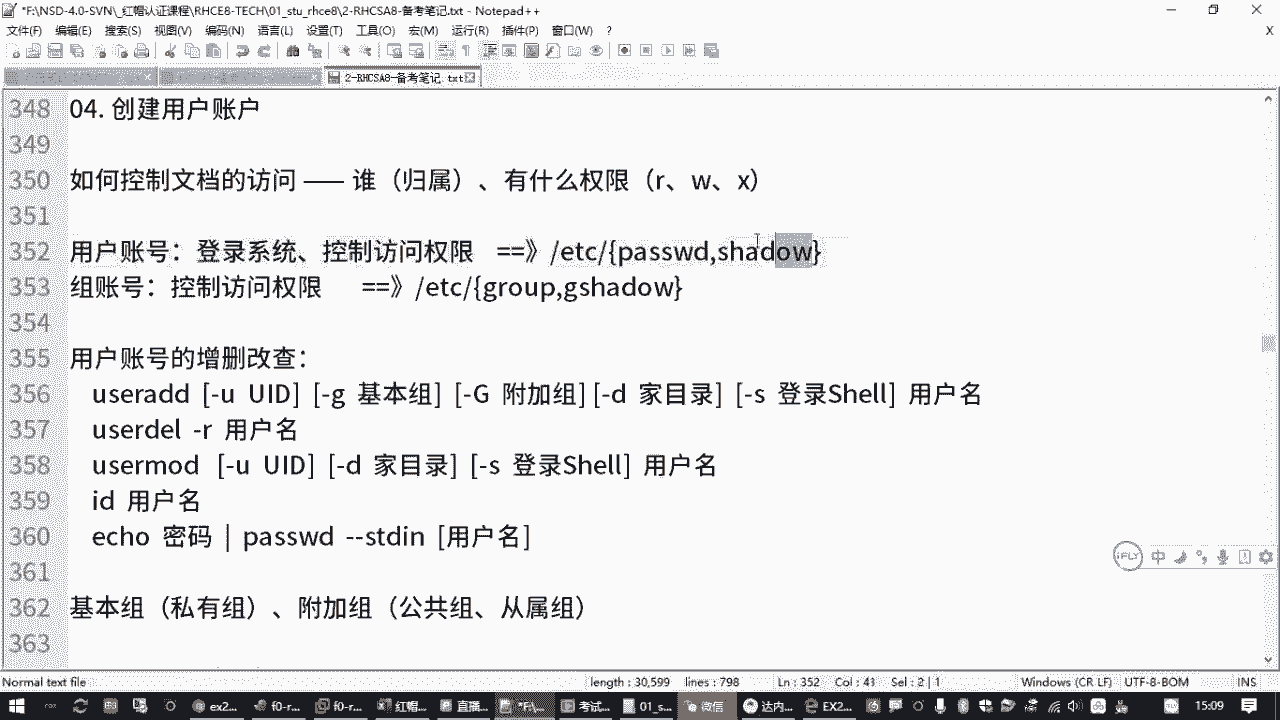 *F:\NSD-4.0-SVN\_红帽认证课程\RHCE8-TECH\01_stu_rhce8\2-RHCSA8-备考笔记.txt - Notepad++
文件(F) 编辑(E) 搜索(S) 视图(V) 编码(N) 语言(L) 设置(T) 工具(O) 宏(M) 运行(R) 插件(P) 窗口(W) ? X
2-RHCSA8-备考笔记.txt
348 04. 创建用户账户
349
350 如何控制文档的访问 —— 谁（归属）、有什么权限（r、w、x）
351
352 用户账号：登录系统、控制访问权限 ==》/etc/{passwd,shadow}
353 组账号：控制访问权限 ==》/etc/{group,gshadow}
354
355 用户账号的增删改查：
356 useradd [-u UID] [-g 基本组] [-G 附加组] [-d 家目录] [-s 登录Shell] 用户名
357 userdel -r 用户名
358 usermod [-u UID] [-d 家目录] [-s 登录Shell] 用户名
359 id 用户名
360 echo 密码 | passwd --stdin [用户名]
361
362 基本组（私有组）、附加组（公共组、从属组）
363
iFLY 中
Normal text file length : 30,599 lines : 798 Ln : 352 Col : 41 Sel : 2 | 1 Windows (CR LF) UTF-8-BOM INS
ex2... f0-r... f0-r... 红帽... 直播... *F:\... 考试... 01_s... 微信 达内... EX2... 15:09